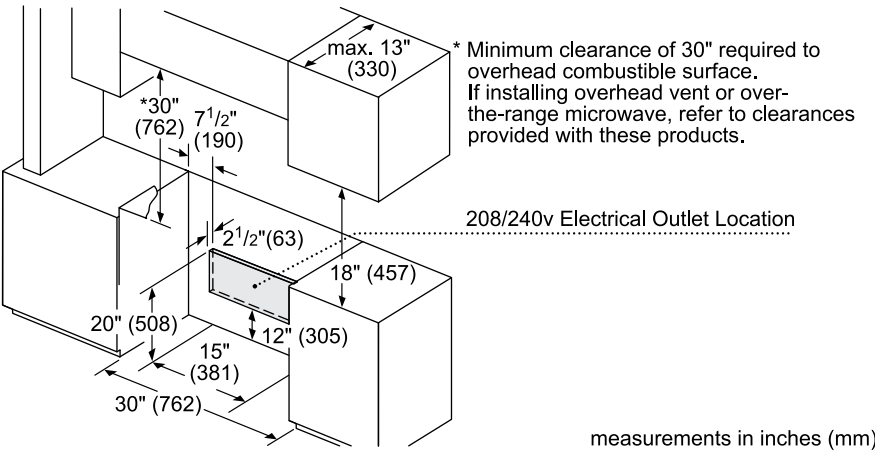 max. 13"
(330)
* Minimum clearance of 30" required to
overhead combustible surface.
If installing overhead vent or over-
the-range microwave, refer to clearances
provided with these products.
*30"
(762)
7 1/2"
(190)
208/240v Electrical Outlet Location
2 1/2"(63)
18" (457)
20" (508)
12" (305)
15"
(381)
30" (762)
measurements in inches (mm)